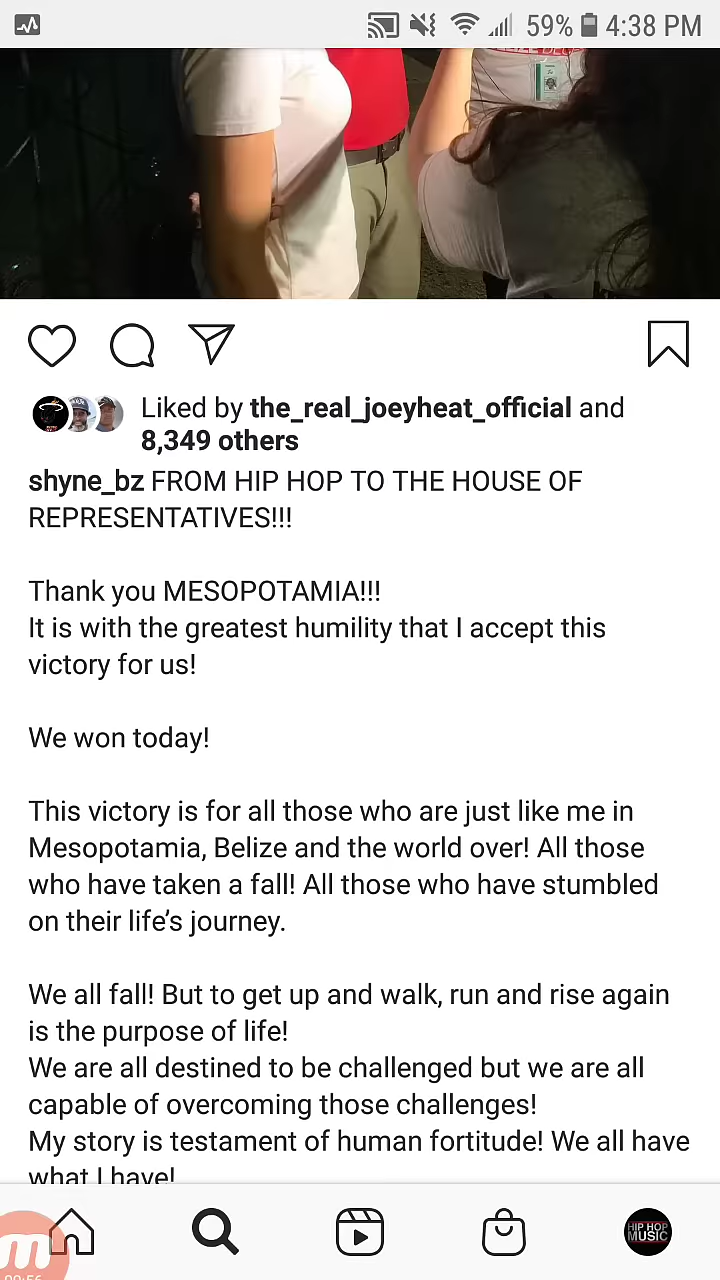 59% 4:38 PM
Liked by the_real_joeyheat_official and
8,349 others
shyne_bz FROM HIP HOP TO THE HOUSE OF
REPRESENTATIVES!!!
Thank you MESOPOTAMIA!!!
It is with the greatest humility that I accept this
victory for us!
We won today!
This victory is for all those who are just like me in
Mesopotamia, Belize and the world over! All those
who have taken a fall! All those who have stumbled
on their life’s journey.
We all fall! But to get up and walk, run and rise again
is the purpose of life!
We are all destined to be challenged but we are all
capable of overcoming those challenges!
My story is testament of human fortitude! We all have
what I have!
HIP HOP
MUSIC
m
00:56